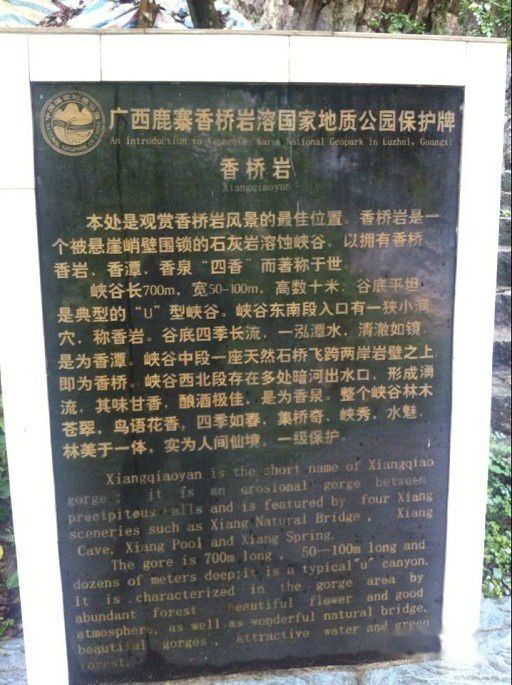 广西鹿寨香桥岩溶国家地质公园保护牌
An introduction to Xiangqiao Karst National Geopark in Luzhai, Guangxi
香桥岩
Xiangqiaoyan
本处是观赏香桥岩风景的最佳位置。香桥岩是一
个被悬崖峭壁围锁的石灰岩溶蚀峡谷，以拥有香桥、
香岩、香潭、香泉“四香”而著称于世。
峡谷长700m，宽50-100m，高数十米，谷底平坦，
是典型的“U”型峡谷。峡谷东南段入口有一狭小洞
穴，称香岩。谷底四季长流，一泓潭水，清澈如镜，
是为香潭。峡谷中段一座天然石桥飞跨两岸岩壁之上，
即为香桥。峡谷西北段存在多处暗河出水口，形成涌
流，其味甘香，酿酒极佳，是为香泉。整个峡谷林木
苍翠，鸟语花香，四季如春，集桥奇、峡秀、水魅、
林美于一体，实为人间仙境，一级保护。
Xiangqiaoyan is the short name of Xiangqiao
gorge ; it is an erosional gorge between
precipitous walls and is featured by four Xiang
sceneries such as Xiang Natural Bridge , Xiang
Cave, Xiang Pool and Xiang Spring.
The gore is 700m long , 50—100m long and
dozens of meters deep;it is a typical"u" canyon.
It is characterized in the gorge area by
abundant forest beautiful flower and good
atmosphere, as well as wonderful natural bridge,
beautiful gorges , attractive water and green
forest.